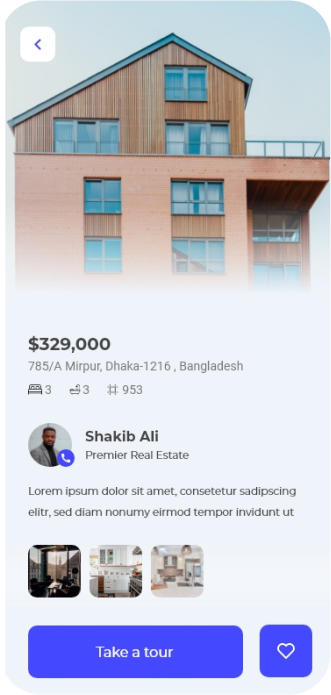 $329,000
785/A Mirpur, Dhaka-1216 , Bangladesh
3 3 953
Shakib Ali
Premier Real Estate
Lorem ipsum dolor sit amet, consetetur sadipscing
elitr, sed diam nonumy eirmod tempor invidunt ut
Take a tour